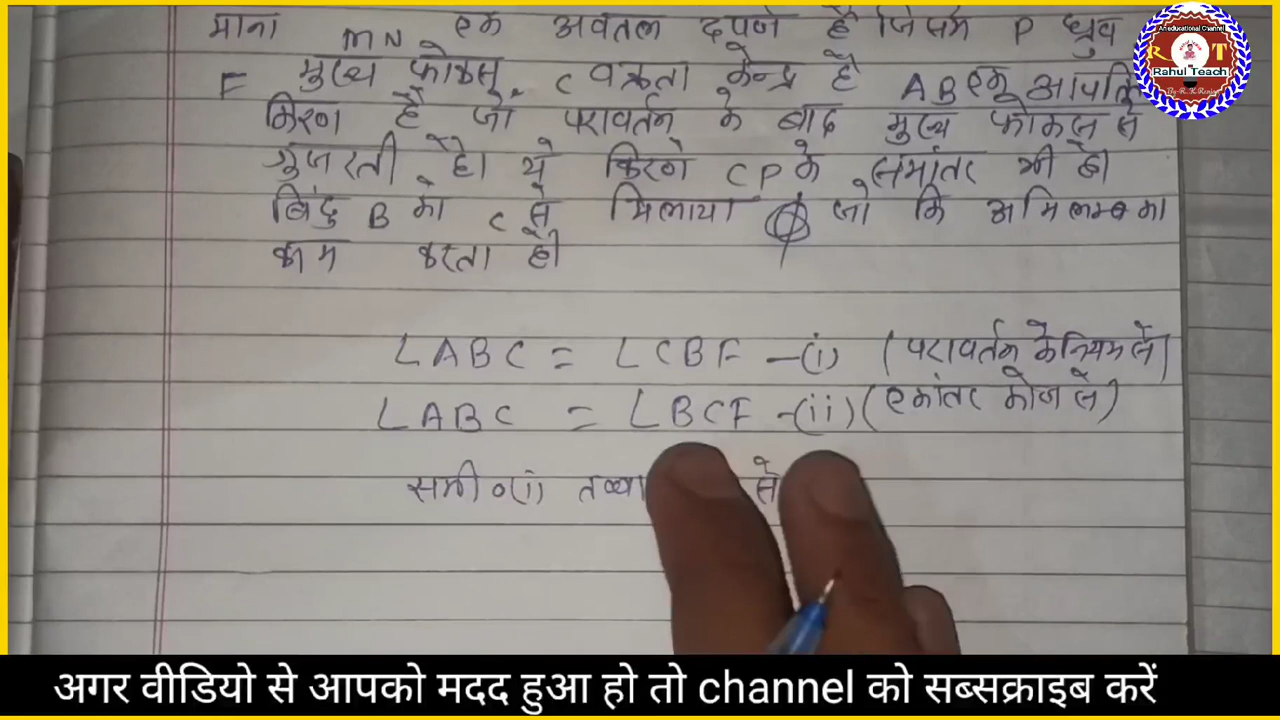 माना MN एक अवतल दर्पण है जिसमें P ध्रुव
F मुख्य फोकस, C वक्रता केन्द्र है AB एक आपतित
किरण है जो परावर्तन के बाद मुख्य फोकस से
गुजरती है। ये किरणे CP के समांतर भी है।
बिंदु B को C से मिलाया जो कि अभिलम्ब का
काम करता है।
∠ABC = ∠CBF -(i) (परावर्तन के नियम से)
∠ABC = ∠BCF -(ii) (एकांतर कोण से)
समी०(i) तथा से
An educational Channel
R T
Rahul Teach
अगर वीडियो से आपको मदद हुआ हो तो channel को सब्सक्राइब करें